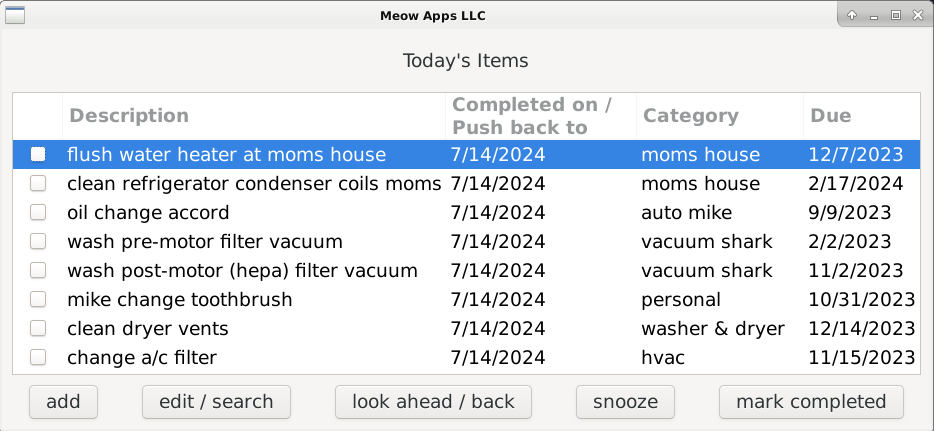 Meow Apps LLC
Today's Items
Description Completed on / Push back to Category Due
flush water heater at moms house 7/14/2024 moms house 12/7/2023
clean refrigerator condenser coils moms 7/14/2024 moms house 2/17/2024
oil change accord 7/14/2024 auto mike 9/9/2023
wash pre-motor filter vacuum 7/14/2024 vacuum shark 2/2/2023
wash post-motor (hepa) filter vacuum 7/14/2024 vacuum shark 11/2/2023
mike change toothbrush 7/14/2024 personal 10/31/2023
clean dryer vents 7/14/2024 washer & dryer 12/14/2023
change a/c filter 7/14/2024 hvac 11/15/2023
add edit / search look ahead / back snooze mark completed